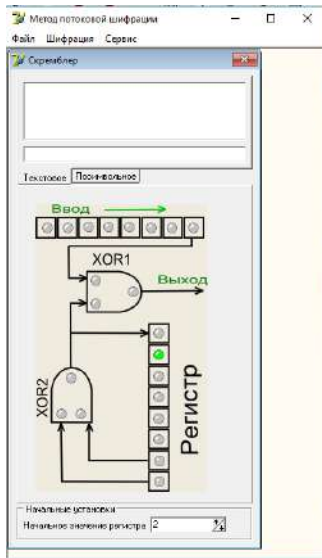 Метод потоковой шифрации
Файл Шифрация Сервис
Скремблер
Текстовое Посимвольное
Ввод
XOR1
Выход
XOR2
Регистр
Начальные установки
Начальное значение регистра 2